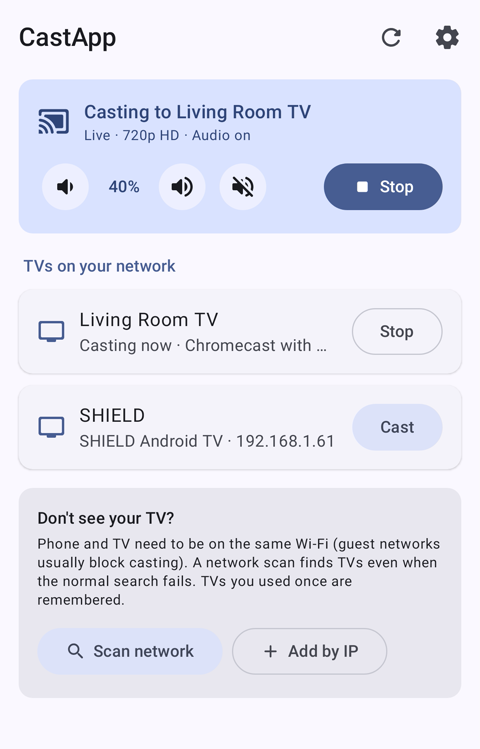 CastApp
Casting to Living Room TV
Live · 720p HD · Audio on
40%
Stop
TVs on your network
Living Room TV
Casting now · Chromecast with …
Stop
SHIELD
SHIELD Android TV · 192.168.1.61
Cast
Don't see your TV?
Phone and TV need to be on the same Wi-Fi (guest networks
usually block casting). A network scan finds TVs even when
the normal search fails. TVs you used once are
remembered.
Scan network
Add by IP